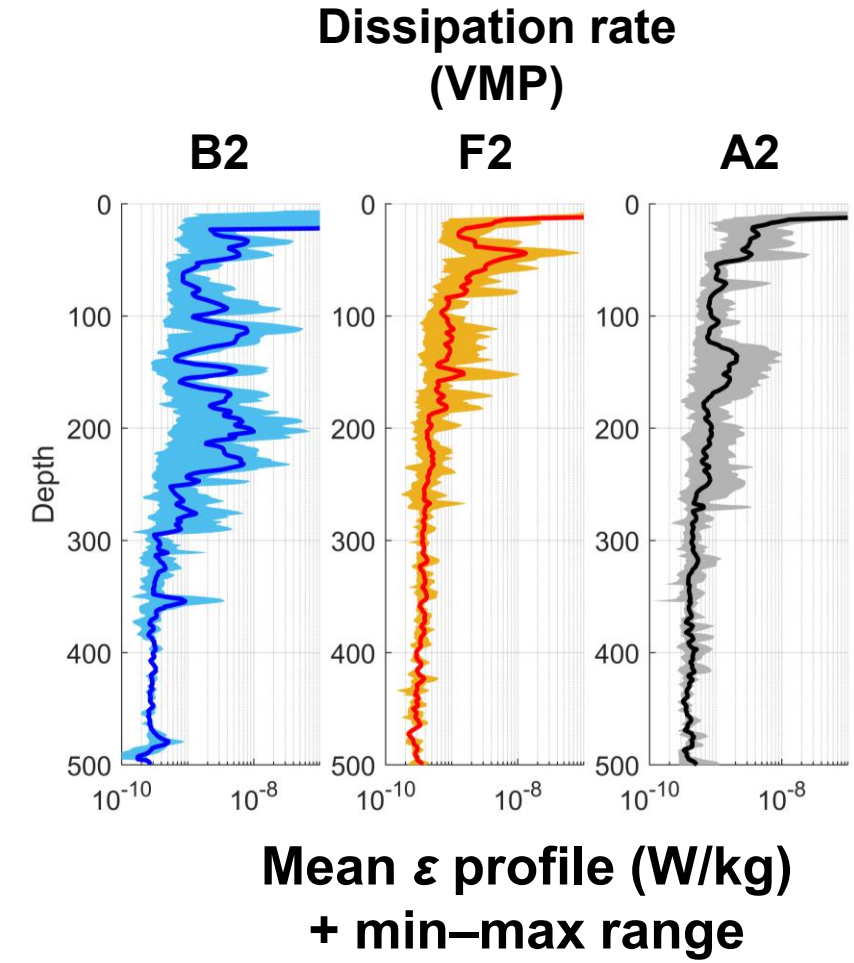 Dissipation rate
(VMP)
B2 F2 A2
0 0 0
100 100 100
200 200 200
300 300 300
400 400 400
500 500 500
Depth
10^-10 10^-8 10^-10 10^-8 10^-10 10^-8
Mean ε profile (W/kg)
+ min–max range